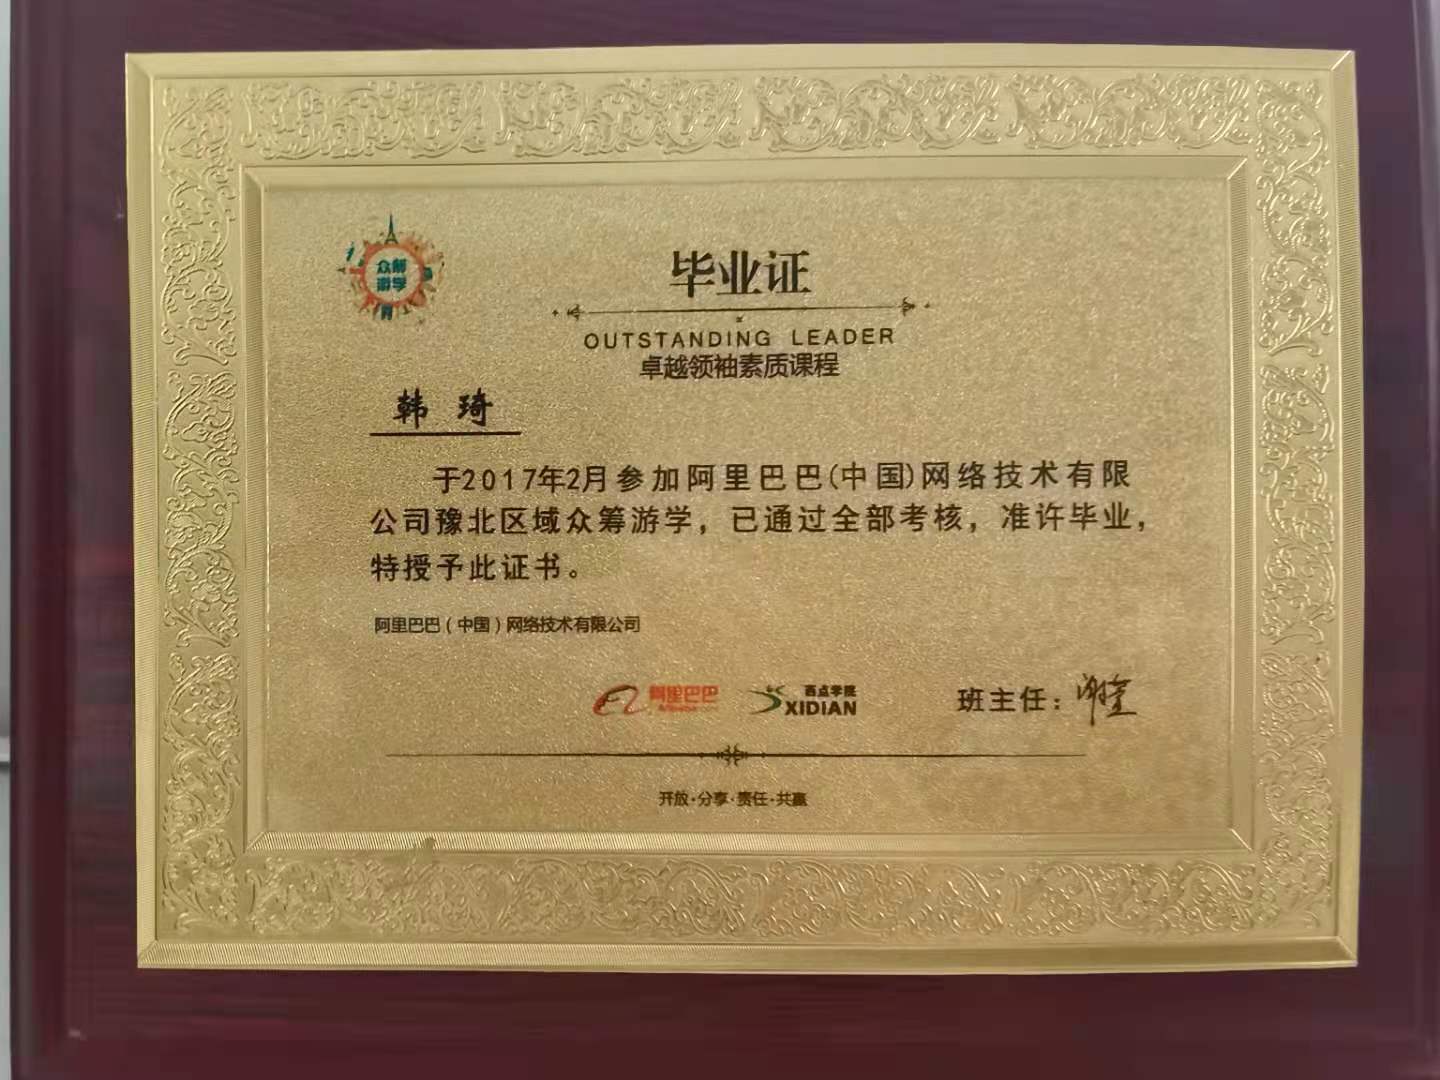 众筹
游学
毕业证
OUTSTANDING LEADER
卓越领袖素质课程
韩 琦
于2017年2月参加阿里巴巴(中国)网络技术有限
公司豫北区域众筹游学，已通过全部考核，准许毕业，
特授予此证书。
阿里巴巴（中国）网络技术有限公司
阿里巴巴
Alibaba.com
西点学院
XIDIAN
班主任：
开放·分享·责任·共赢